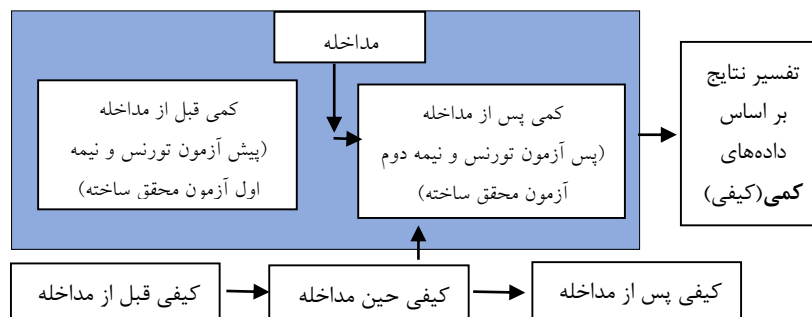 مداخله
تفسیر نتایج
بر اساس
داده‌های
کمی(کیفی)
کمی پس از مداخله
(پس آزمون تورنس و نیمه دوم
آزمون محقق ساخته)
کمی قبل از مداخله
(پیش آزمون تورنس و نیمه
اول آزمون محقق ساخته)
کیفی قبل از مداخله
کیفی حین مداخله
کیفی پس از مداخله